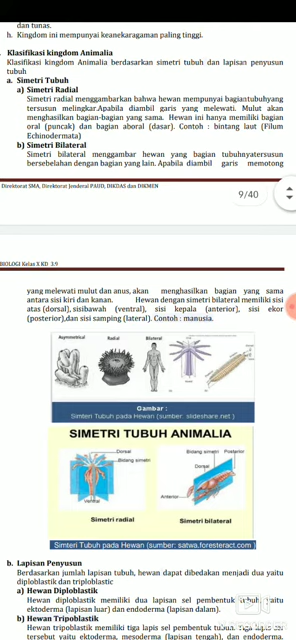 dan fungs.
h. Kingdom ini mempunyai keanekaragaman paling tinggi.
Klasifikasi kingdom Animalia
Klasifikasi kingdom Animalia berdasarkan simetri tubuh dan lapisan penyusun
tubuh
a. Simetri Tubuh
a) Simetri Radial
Simetri radial menggambarkan bahwa hewan mempunyai bagiantubuhyang
tersusun melingkar.Apabila diambil garis yang melewati. Mulut akan
menghasilkan bagian-bagian yang sama. Hewan ini hanya memiliki bagian
oral (puncak) dan bagian aboral (dasar). Contoh : bintang laut (Filum
Echinodermata)
b) Simetri Bilateral
Simetri bilateral menggambar hewan yang bagian tubuhnyatersusun
bersebelahan dengan bagian yang lain. Apabila diambil garis memotong
Direktorat SMA, Direktorat Jenderal PAUD, DIKDAS dan DIKMEN
9/40
BIOLOGI Kelas X KD 3.9
yang melewati mulut dan anus, akan menghasilkan bagian yang sama
antara sisi kiri dan kanan. Hewan dengan simetri bilateral memiliki sisi
atas (dorsal), sisibawah (ventral), sisi kepala (anterior), sisi ekor
(posterior),dan sisi samping (lateral). Contoh : manusia.
Asymmetrical Radial Bilateral
Gambar :
Simteri Tubuh pada Hewan (sumber: slideshare.net )
SIMETRI TUBUH ANIMALIA
Dorsal
Bidang simetri
Ventral
Bidang simetri Posterior
Dorsal
Anterior
Simetri radial Simetri bilateral
Simteri Tubuh pada Hewan (sumber: satwa.foresteract.com )
b. Lapisan Penyusun
Berdasarkan jumlah lapisan tubuh, hewan dapat dibedakan menjadi dua yaitu
diploblastik dan triploblastic
a) Hewan Diploblastik
Hewan diploblastik memiliki dua lapisan sel pembentuk tubuh yaitu
ektoderma (lapisan luar) dan endoderma (lapisan dalam).
b) Hewan Tripoblastik
Hewan tripoblastik memiliki tiga lapis sel pembentuk tubuh. Tiga lapis sel
tersebut yaitu ektoderma, mesoderma (lapisan tengah), dan endoderma.